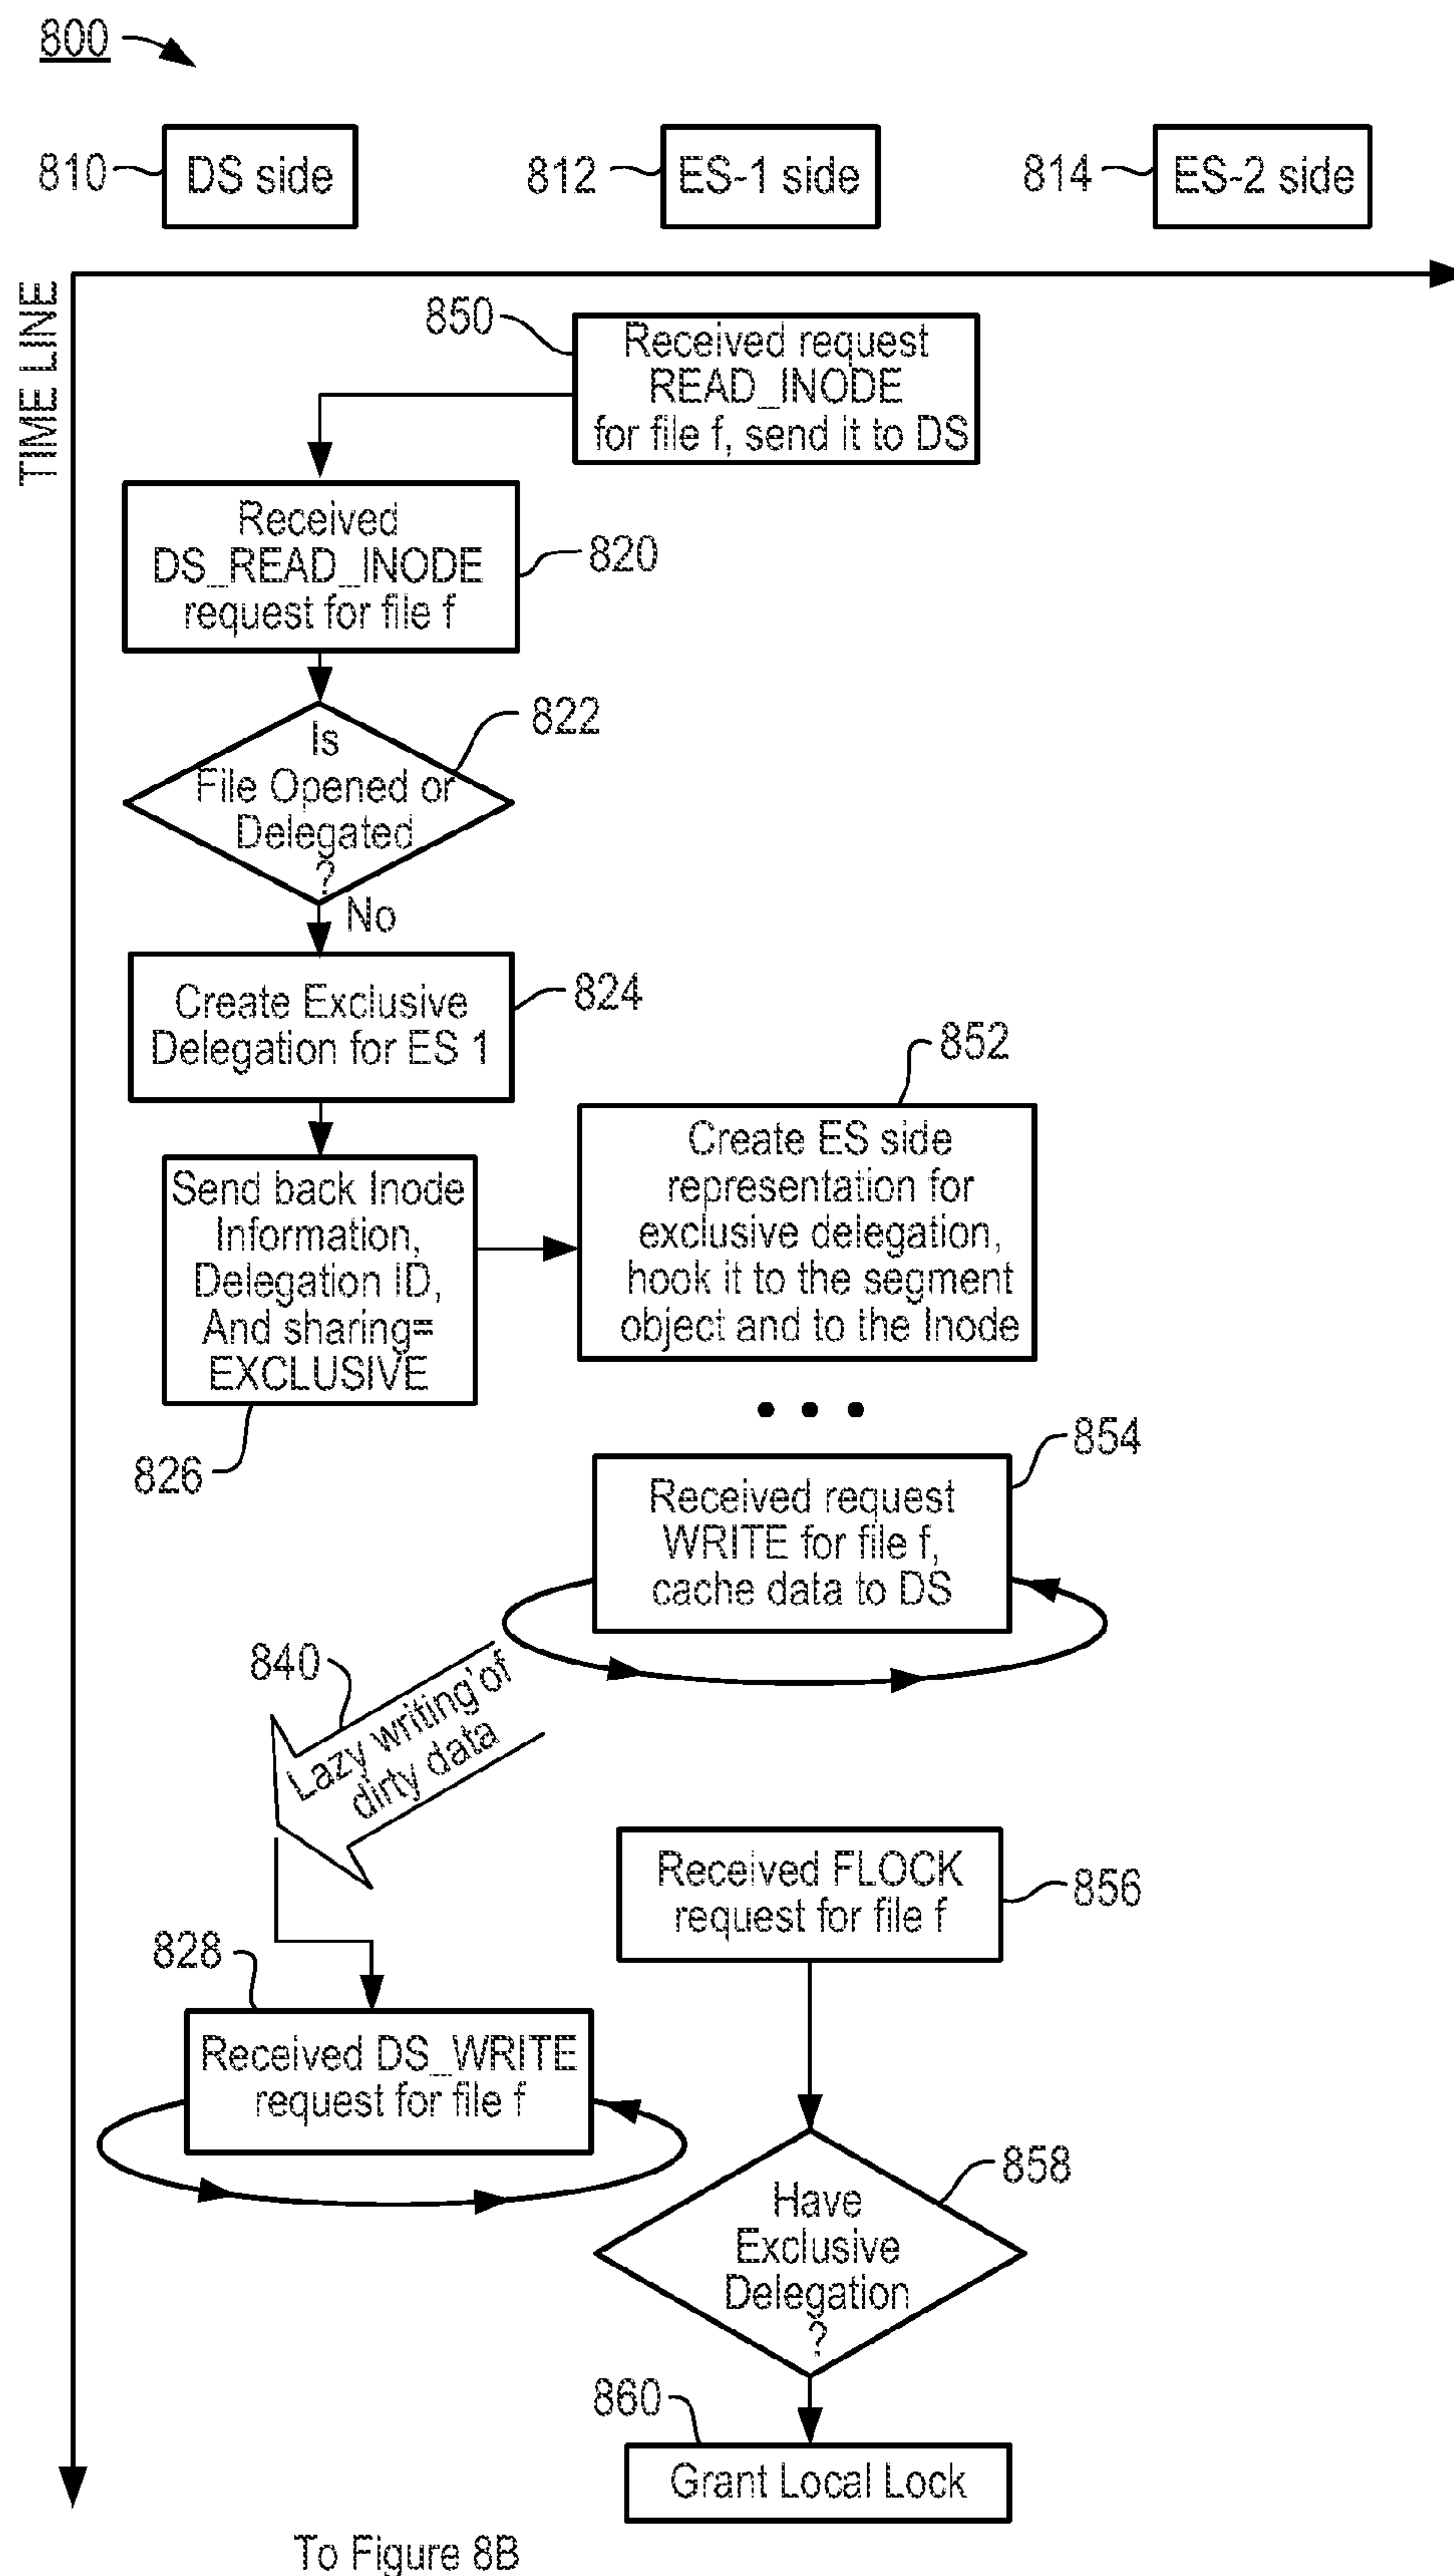 800
810
DS side
812
ES-1 side
814
ES-2 side
TIME LINE
850
Received request
READ_INODE
for file f, send it to DS
Received
DS_READ_INODE
request for file f
820
822
Is
File Opened or
Delegated
?
No
Create Exclusive
Delegation for ES 1
824
852
Send back Inode
Information,
Delegation ID,
And sharing=
EXCLUSIVE
826
Create ES side
representation for
exclusive delegation,
hook it to the segment
object and to the Inode
• • •
854
Received request
WRITE for file f,
cache data to DS
840
Lazy writing of
dirty data
Received FLOCK
request for file f
856
828
Received DS_WRITE
request for file f
858
Have
Exclusive
Delegation
?
860
Grant Local Lock
To Figure 8B